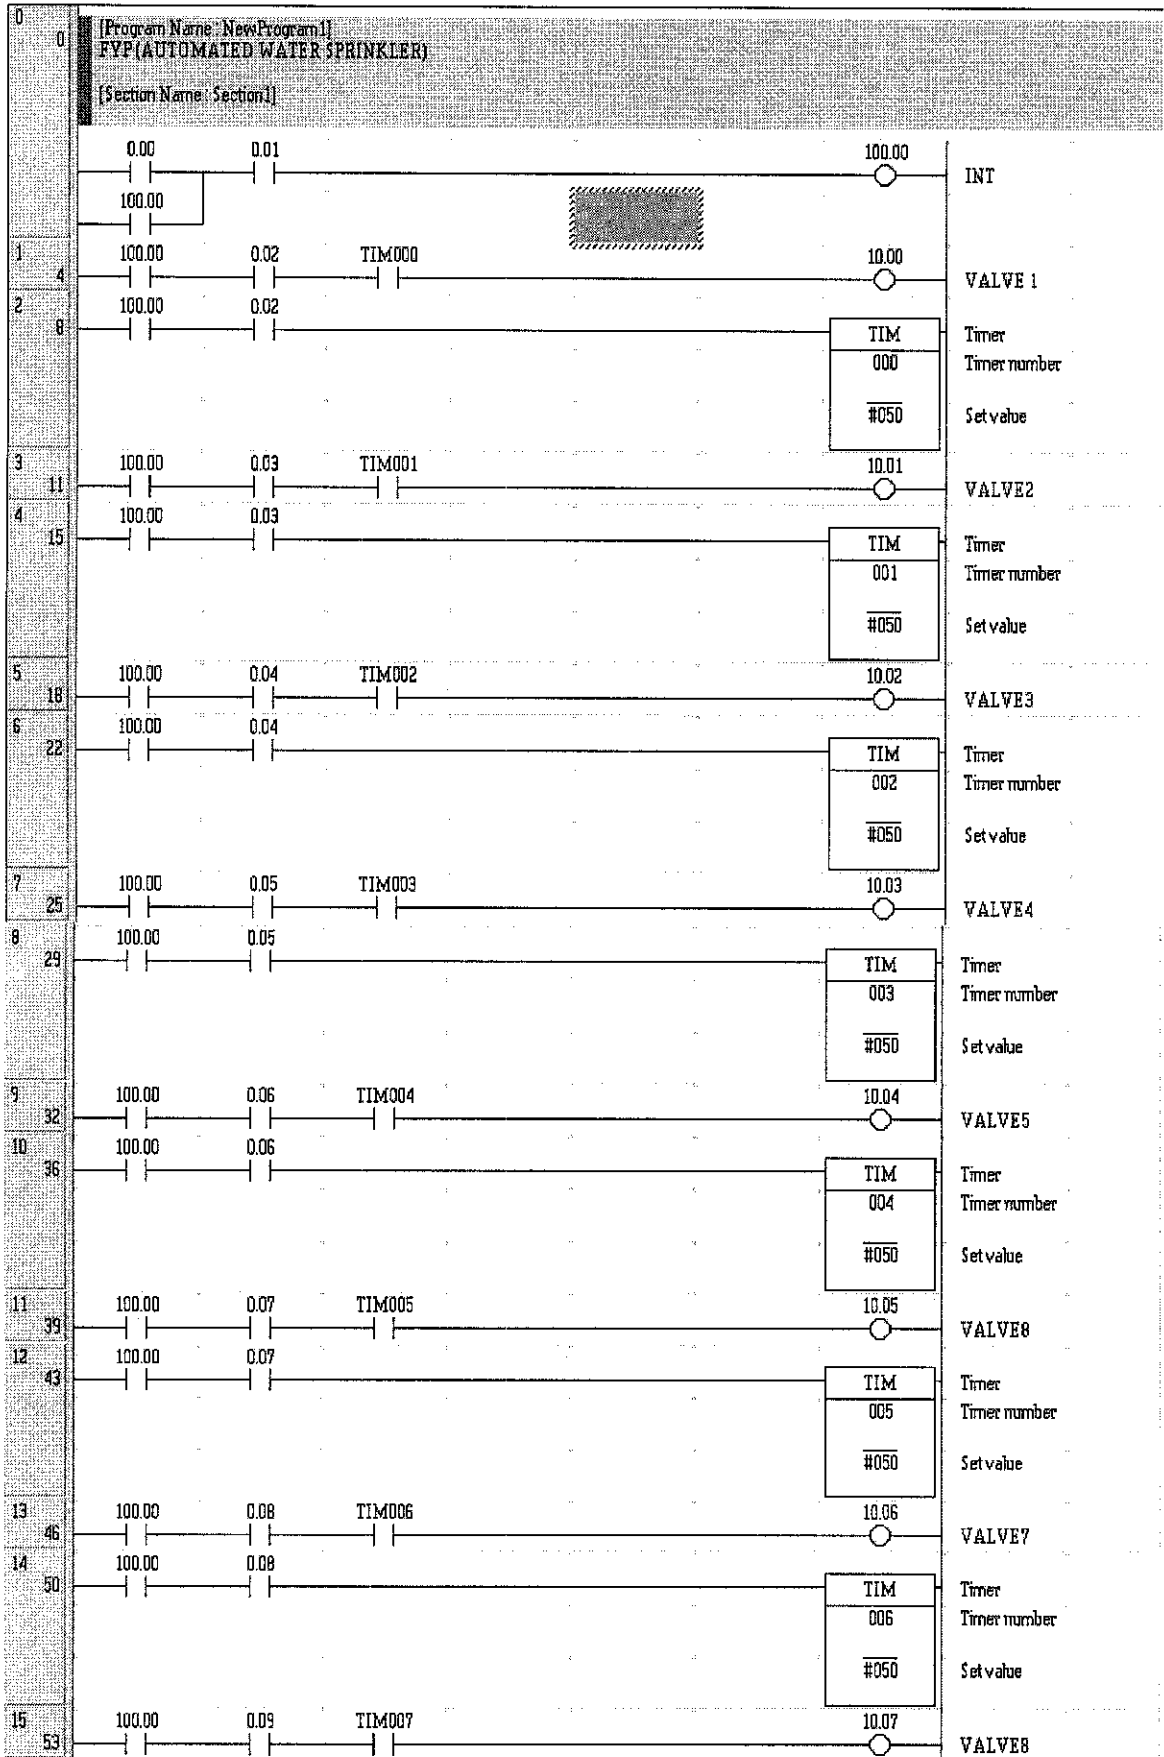 0
0
[Program Name : NewProgram1]
FYP(AUTOMATED WATER SPRINKLER)
[Section Name : Section1]
0.00 0.01 100.00
INT
100.00
1
4
100.00 0.02 TIM000 10.00
VALVE 1
2
8
100.00 0.02
TIM Timer
000 Timer number
#050 Set value
3
11
100.00 0.03 TIM001 10.01
VALVE2
4
15
100.00 0.03
TIM Timer
001 Timer number
#050 Set value
5
18
100.00 0.04 TIM002 10.02
VALVE3
6
22
100.00 0.04
TIM Timer
002 Timer number
#050 Set value
7
25
100.00 0.05 TIM003 10.03
VALVE4
8
29
100.00 0.05
TIM Timer
003 Timer number
#050 Set value
9
32
100.00 0.06 TIM004 10.04
VALVE5
10
36
100.00 0.06
TIM Timer
004 Timer number
#050 Set value
11
39
100.00 0.07 TIM005 10.05
VALVE6
12
43
100.00 0.07
TIM Timer
005 Timer number
#050 Set value
13
46
100.00 0.08 TIM006 10.06
VALVE7
14
50
100.00 0.08
TIM Timer
006 Timer number
#050 Set value
15
53
100.00 0.09 TIM007 10.07
VALVE8